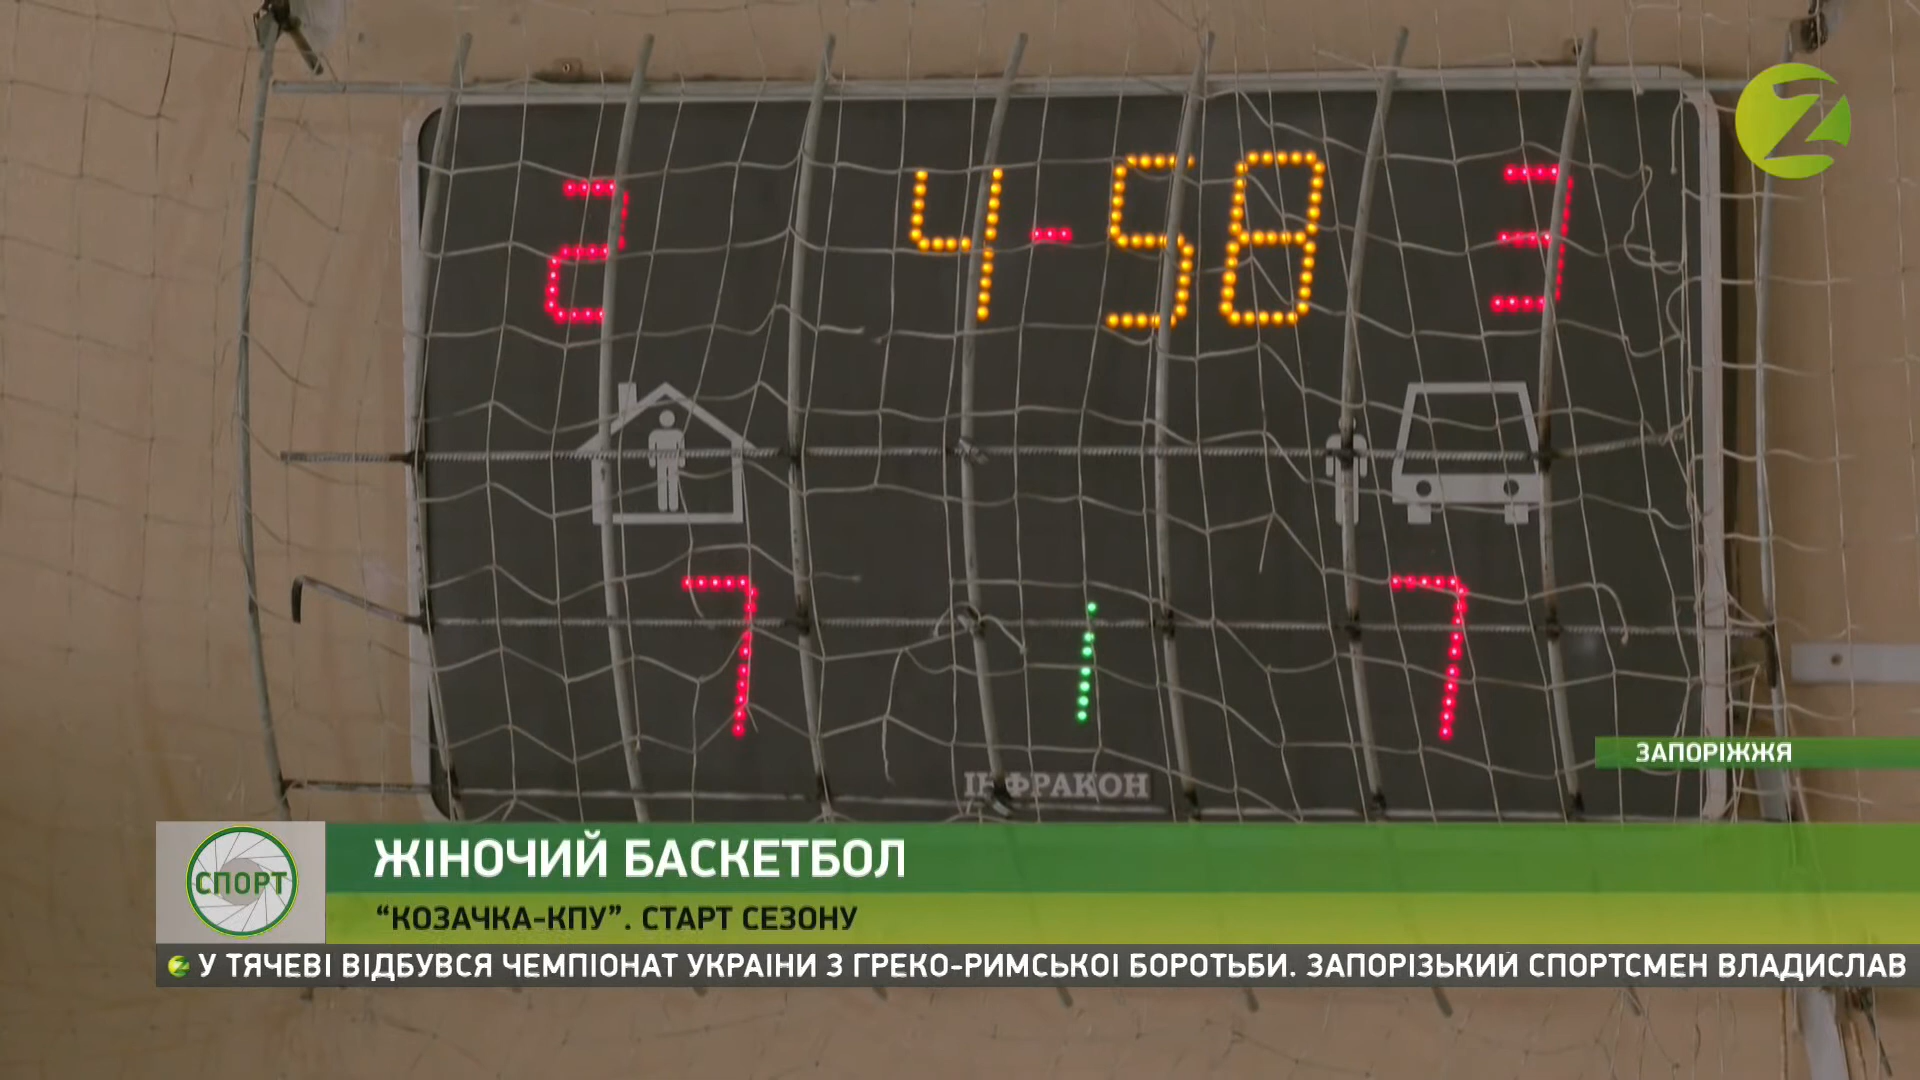 2 4-58 3
7 1 7
ІНФРАКОН
ЗАПОРІЖЖЯ
СПОРТ
ЖІНОЧИЙ БАСКЕТБОЛ
“КОЗАЧКА-КПУ”. СТАРТ СЕЗОНУ
У ТЯЧЕВІ ВІДБУВСЯ ЧЕМПІОНАТ УКРАЇНИ З ГРЕКО-РИМСЬКОЇ БОРОТЬБИ. ЗАПОРІЗЬКИЙ СПОРТСМЕН ВЛАДИСЛАВ